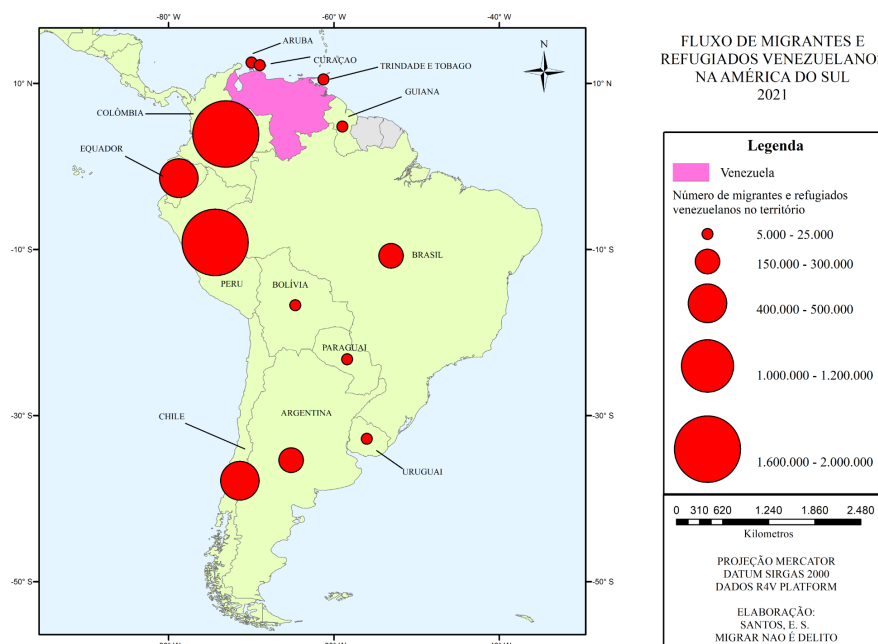 -80° W
-60° W
-40° W
ARUBA
CURAÇAO
TRINDADE E TOBAGO
N
10° N
10° N
GUIANA
COLÔMBIA
EQUADOR
-10° S
-10° S
BRASIL
PERU
BOLÍVIA
PARAGUAI
-30° S
-30° S
ARGENTINA
CHILE
URUGUAI
-50° S
-50° S
FLUXO DE MIGRANTES E
REFUGIADOS VENEZUELANOS
NA AMÉRICA DO SUL
2021
Legenda
Venezuela
Número de migrantes e refugiados
venezuelanos no território
5.000 - 25.000
150.000 - 300.000
400.000 - 500.000
1.000.000 - 1.200.000
1.600.000 - 2.000.000
0 310 620 1.240 1.860 2.480
Kilometros
PROJEÇÃO MERCATOR
DATUM SIRGAS 2000
DADOS R4V PLATFORM
ELABORAÇÃO:
SANTOS, E. S.
MIGRAR NAO É DELITO